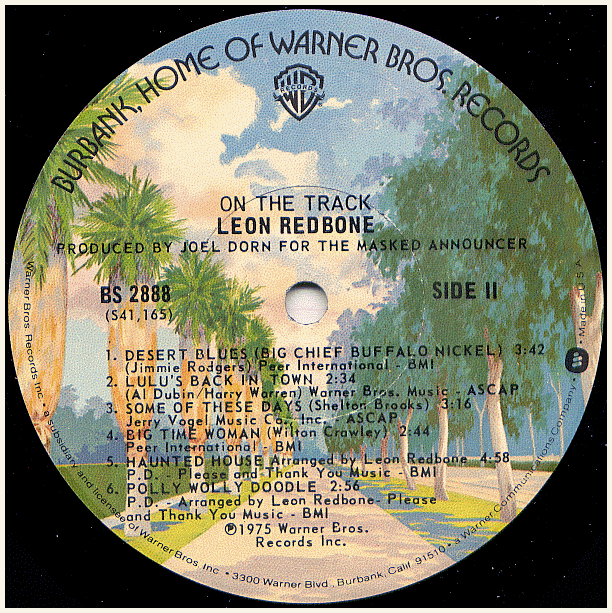 BURBANK, HOME OF WARNER BROS. RECORDS
WB
RECORDS
ON THE TRACK
LEON REDBONE
PRODUCED BY JOEL DORN FOR THE MASKED ANNOUNCER
BS 2888
SIDE II
(S41,165)
1. DESERT BLUES (BIG CHIEF BUFFALO NICKEL) 3:42
(Jimmie Rodgers) Peer International - BMI
2. LULU'S BACK IN TOWN 2:34
(Al Dubin/Harry Warren) Warner Bros. Music - ASCAP
3. SOME OF THESE DAYS (Shelton Brooks) 3:16
Jerry Vogel Music Co. Inc. - ASCAP
4. BIG TIME WOMAN (Wilton Crawley) 2:44
Peer International - BMI
5. HAUNTED HOUSE Arranged by Leon Redbone 4:58
P.D. Please and Thank You Music - BMI
6. POLLY WOLLY DOODLE 2:56
P.D. - Arranged by Leon Redbone- Please
and Thank You Music - BMI
℗1975 Warner Bros.
Records Inc.
Warner Bros. Records Inc. • a subsidiary and licensee of Warner Bros. Inc. • 3300 Warner Blvd., Burbank, Calif. 91510 • a Warner Communications Company • Made in U.S.A.